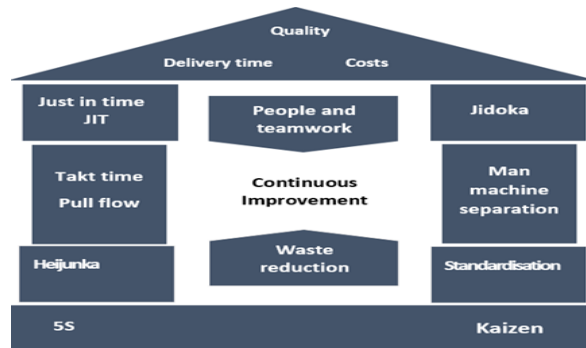 Quality
Delivery time
Costs
Just in time
JIT
People and
teamwork
Jidoka
Takt time
Pull flow
Continuous
Improvement
Man
machine
separation
Heijunka
Waste
reduction
Standardisation
5S
Kaizen